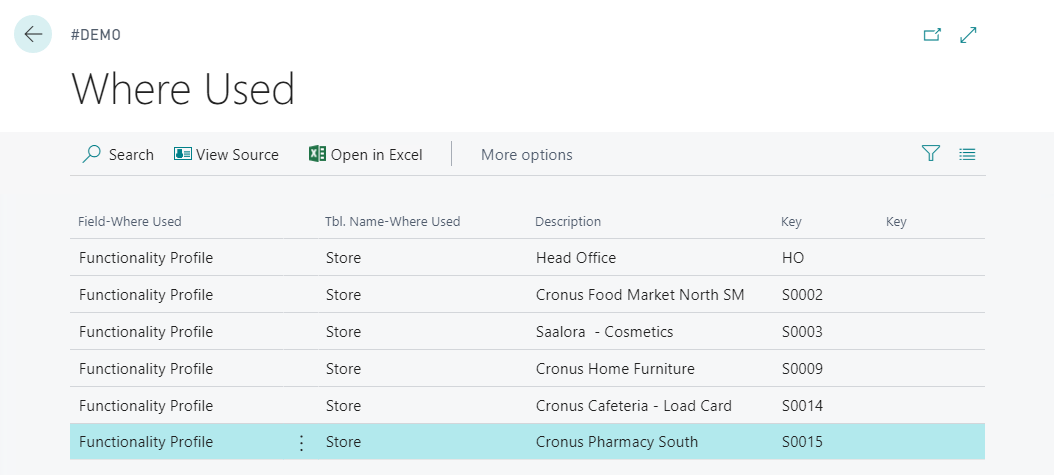 #DEMO
Where Used
Search View Source Open in Excel More options
Field-Where Used Tbl. Name-Where Used Description Key Key
Functionality Profile Store Head Office HO
Functionality Profile Store Cronus Food Market North SM S0002
Functionality Profile Store Saalora - Cosmetics S0003
Functionality Profile Store Cronus Home Furniture S0009
Functionality Profile Store Cronus Cafeteria - Load Card S0014
Functionality Profile Store Cronus Pharmacy South S0015